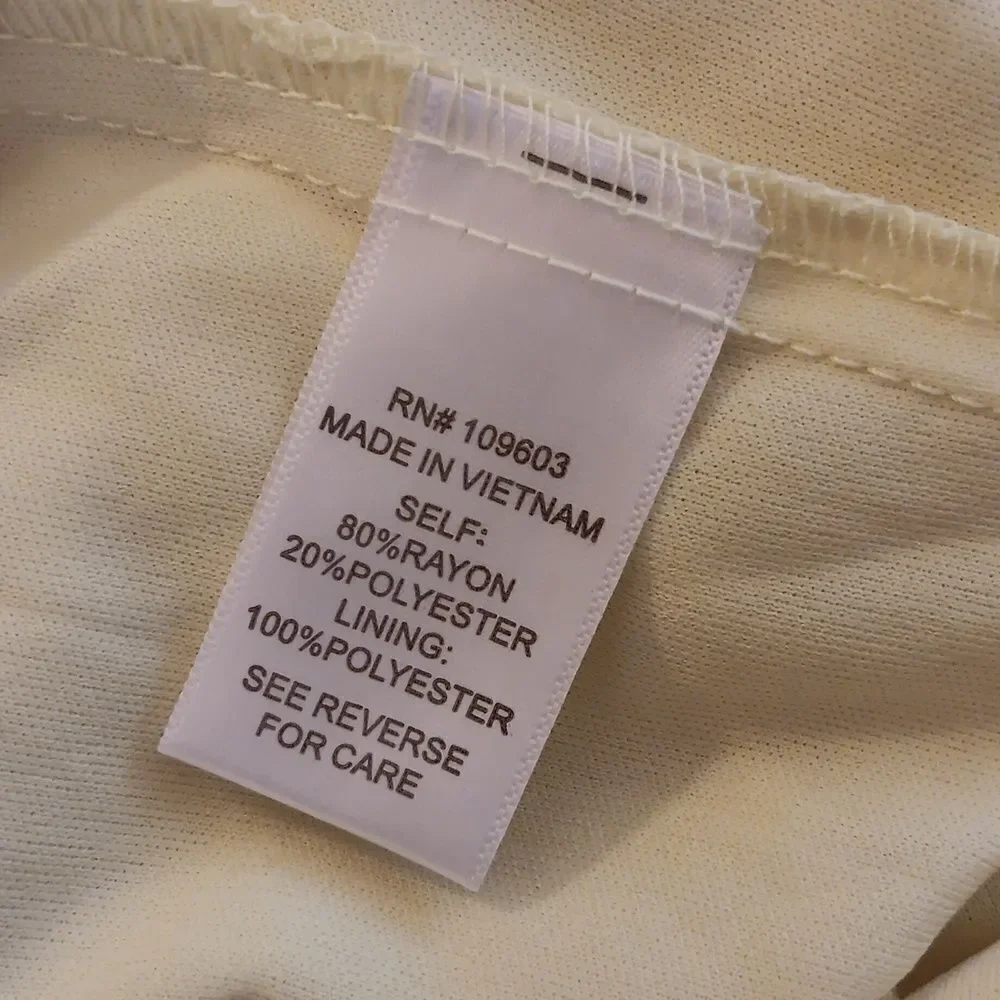 RN# 109603
MADE IN VIETNAM
SELF:
80%RAYON
20%POLYESTER
LINING:
100%POLYESTER
SEE REVERSE
FOR CARE